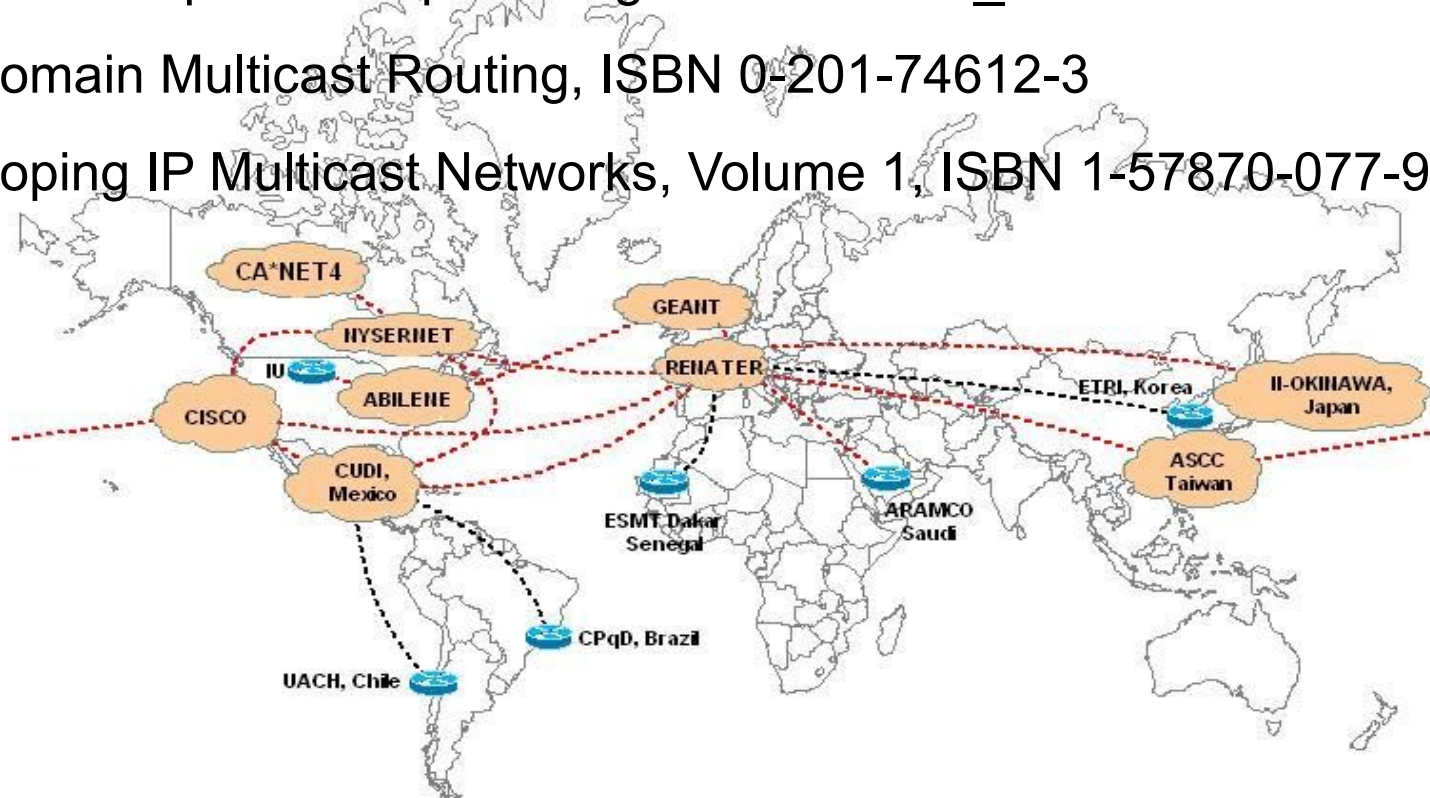 omain Multicast Routing, ISBN 0-201-74612-3
oping IP Multicast Networks, Volume 1, ISBN 1-57870-077-9
CA*NET4
GEANT
NYSERNET
RENATER
IU
ABILENE
ETRI, Korea
II-OKINAWA,
Japan
CISCO
CUDI,
Mexico
ASCC
Taiwan
ESMT Dakar
Senegal
ARAMCO
Saudi
CPqD, Brazil
UACH, Chile